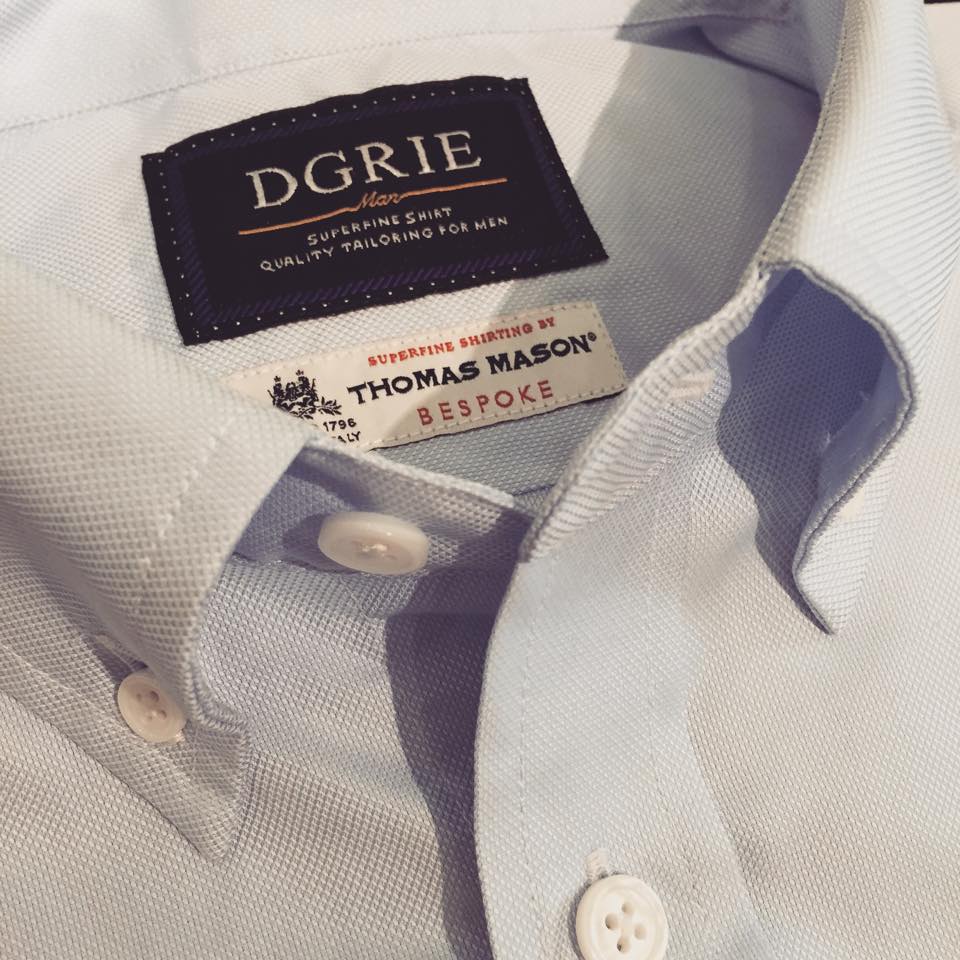 DGRIE
Man
SUPERFINE SHIRT
QUALITY TAILORING FOR MEN
SUPERFINE SHIRTING BY
THOMAS MASON®
BESPOKE
1796